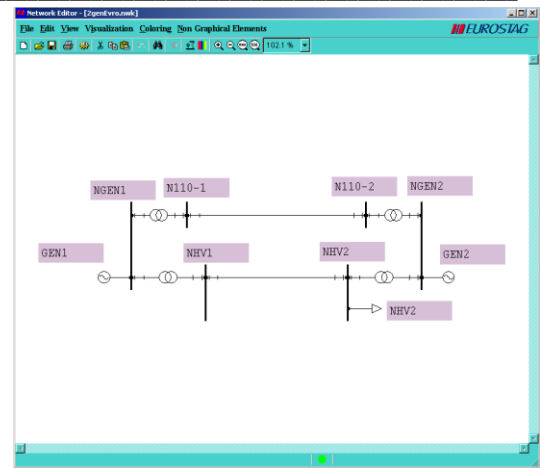 Network Editor - [2genEvro.nwk]
File Edit View Visualization Coloring Non Graphical Elements
EUROSTAG
102.1 %
NGEN1 N110-1 N110-2 NGEN2
GEN1 NHV1 NHV2 GEN2
NHV2